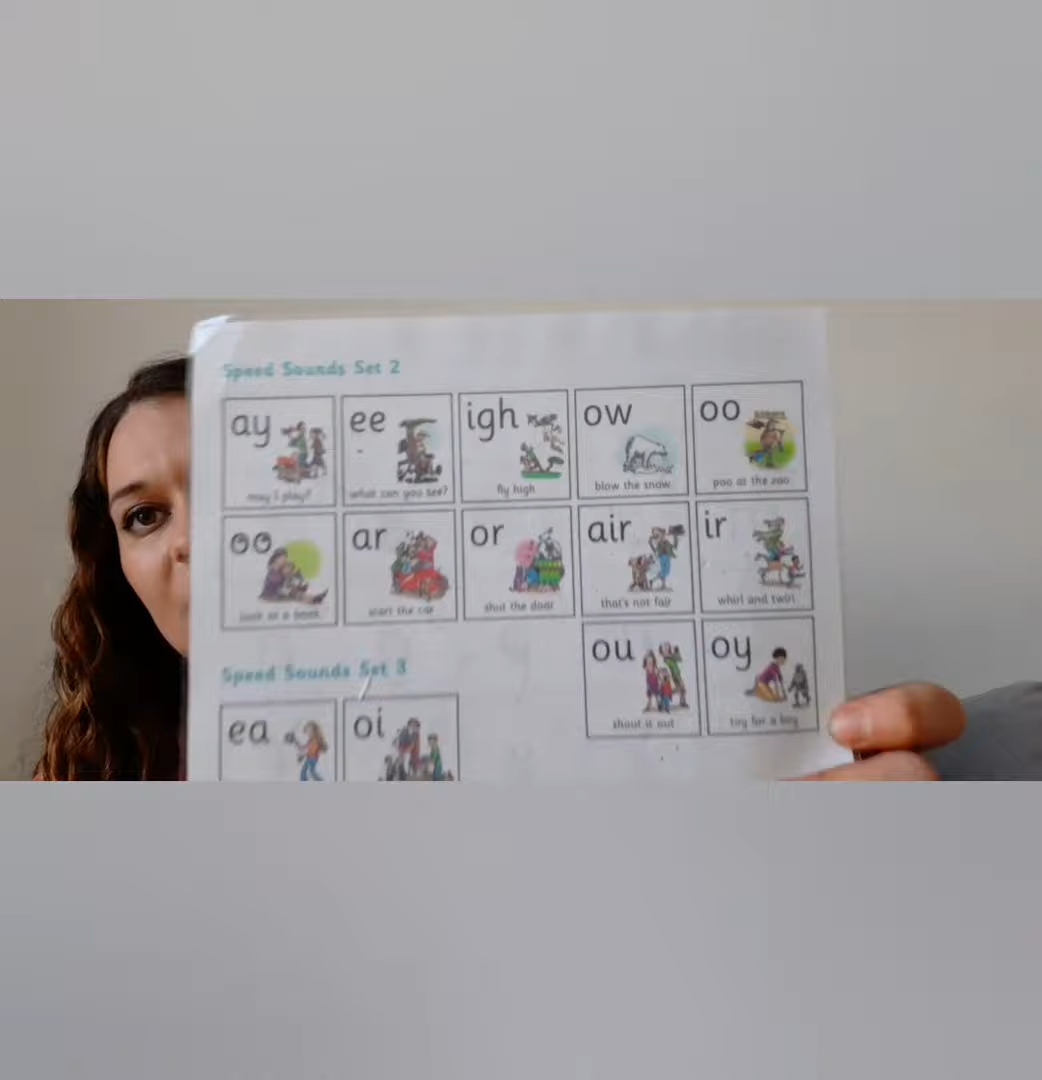 Speed Sounds Set 2
ay ee igh ow oo
may I play? what can you see? fly high blow the snow poo at the zoo
oo ar or air ir
look at a book start the car shut the door that's not fair whirl and twirl
ou oy
shout it out toy for a boy
Speed Sounds Set 3
ea oi